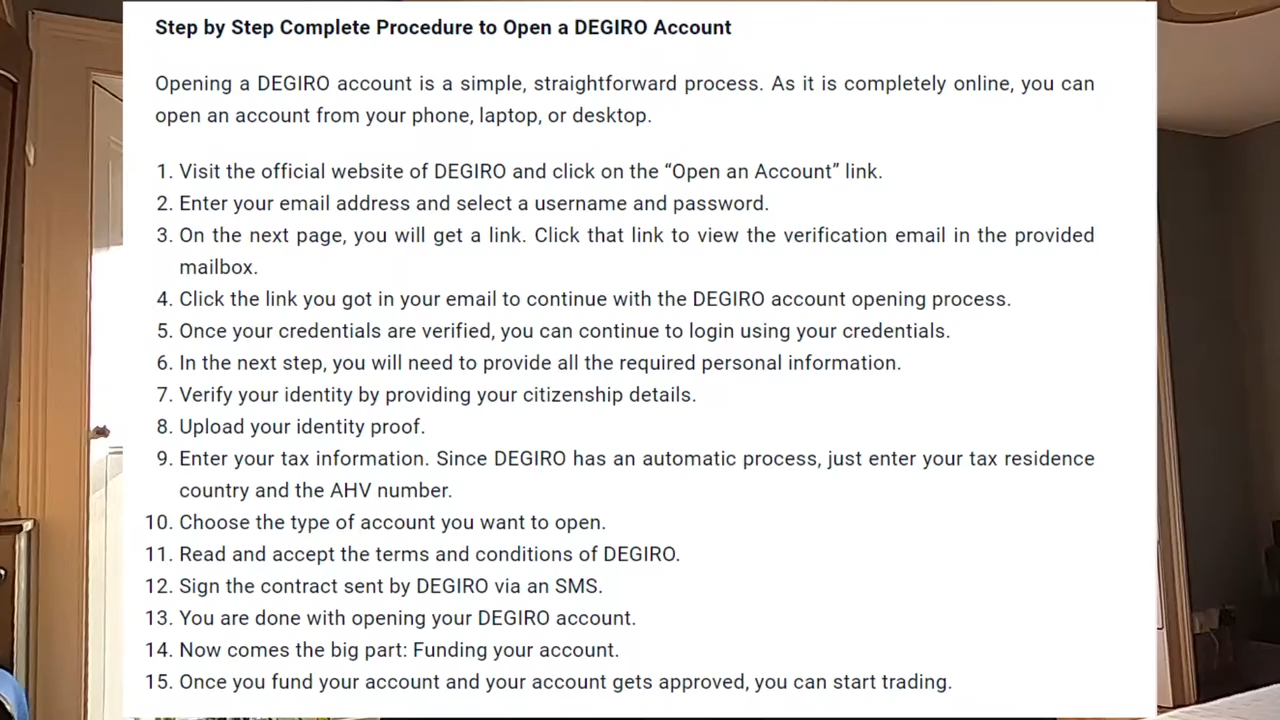 Step by Step Complete Procedure to Open a DEGIRO Account
Opening a DEGIRO account is a simple, straightforward process. As it is completely online, you can
open an account from your phone, laptop, or desktop.
1. Visit the official website of DEGIRO and click on the “Open an Account” link.
2. Enter your email address and select a username and password.
3. On the next page, you will get a link. Click that link to view the verification email in the provided
mailbox.
4. Click the link you got in your email to continue with the DEGIRO account opening process.
5. Once your credentials are verified, you can continue to login using your credentials.
6. In the next step, you will need to provide all the required personal information.
7. Verify your identity by providing your citizenship details.
8. Upload your identity proof.
9. Enter your tax information. Since DEGIRO has an automatic process, just enter your tax residence
country and the AHV number.
10. Choose the type of account you want to open.
11. Read and accept the terms and conditions of DEGIRO.
12. Sign the contract sent by DEGIRO via an SMS.
13. You are done with opening your DEGIRO account.
14. Now comes the big part: Funding your account.
15. Once you fund your account and your account gets approved, you can start trading.